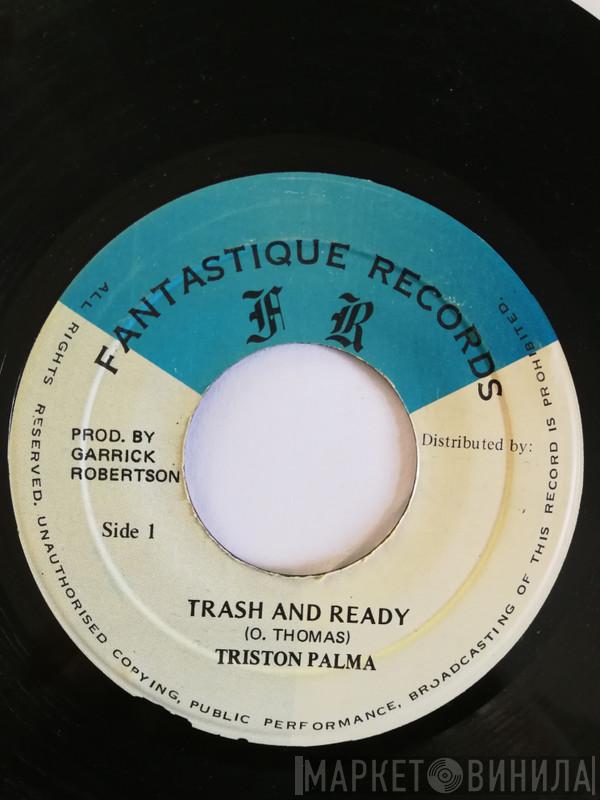 FANTASTIQUE RECORDS
F R
PROD. BY
GARRICK
ROBERTSON
Side 1
Distributed by:
TRASH AND READY
(O. THOMAS)
TRISTON PALMA
ALL RIGHTS RESERVED. UNAUTHORISED COPYING, PUBLIC PERFORMANCE, BROADCASTING OF THIS RECORD IS PROHIBITED.
МАРКЕТ ВИНИЛА